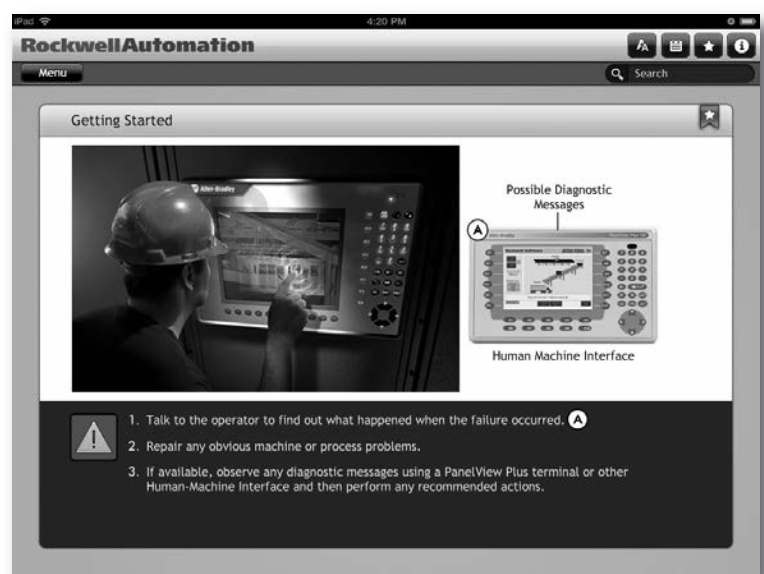 iPad 4:20 PM
RockwellAutomation
Menu
Search
Getting Started
Allen-Bradley
Possible Diagnostic
Messages
A
Human Machine Interface
1. Talk to the operator to find out what happened when the failure occurred. A
2. Repair any obvious machine or process problems.
3. If available, observe any diagnostic messages using a PanelView Plus terminal or other
Human-Machine Interface and then perform any recommended actions.